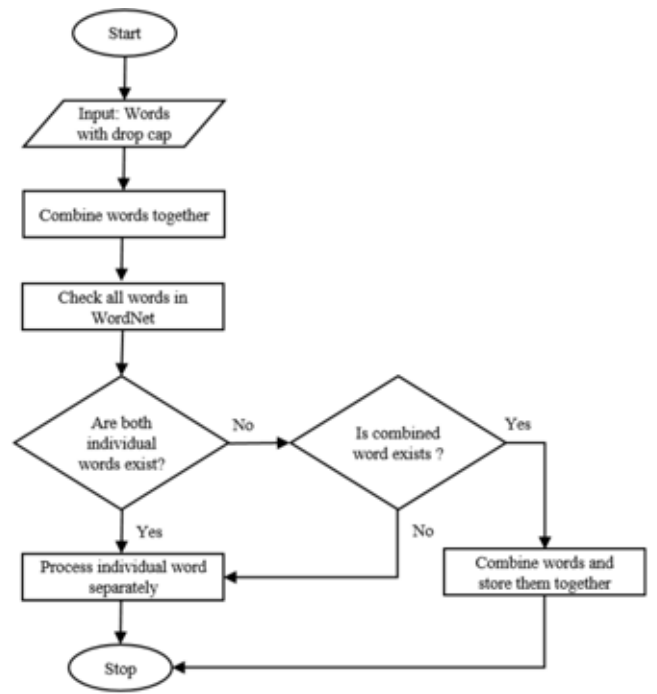 Start
Input: Words
with drop cap
Combine words together
Check all words in
WordNet
Are both
individual
words exist?
No
Is combined
word exists ?
Yes
Yes
No
Process individual word
separately
Combine words and
store them together
Stop